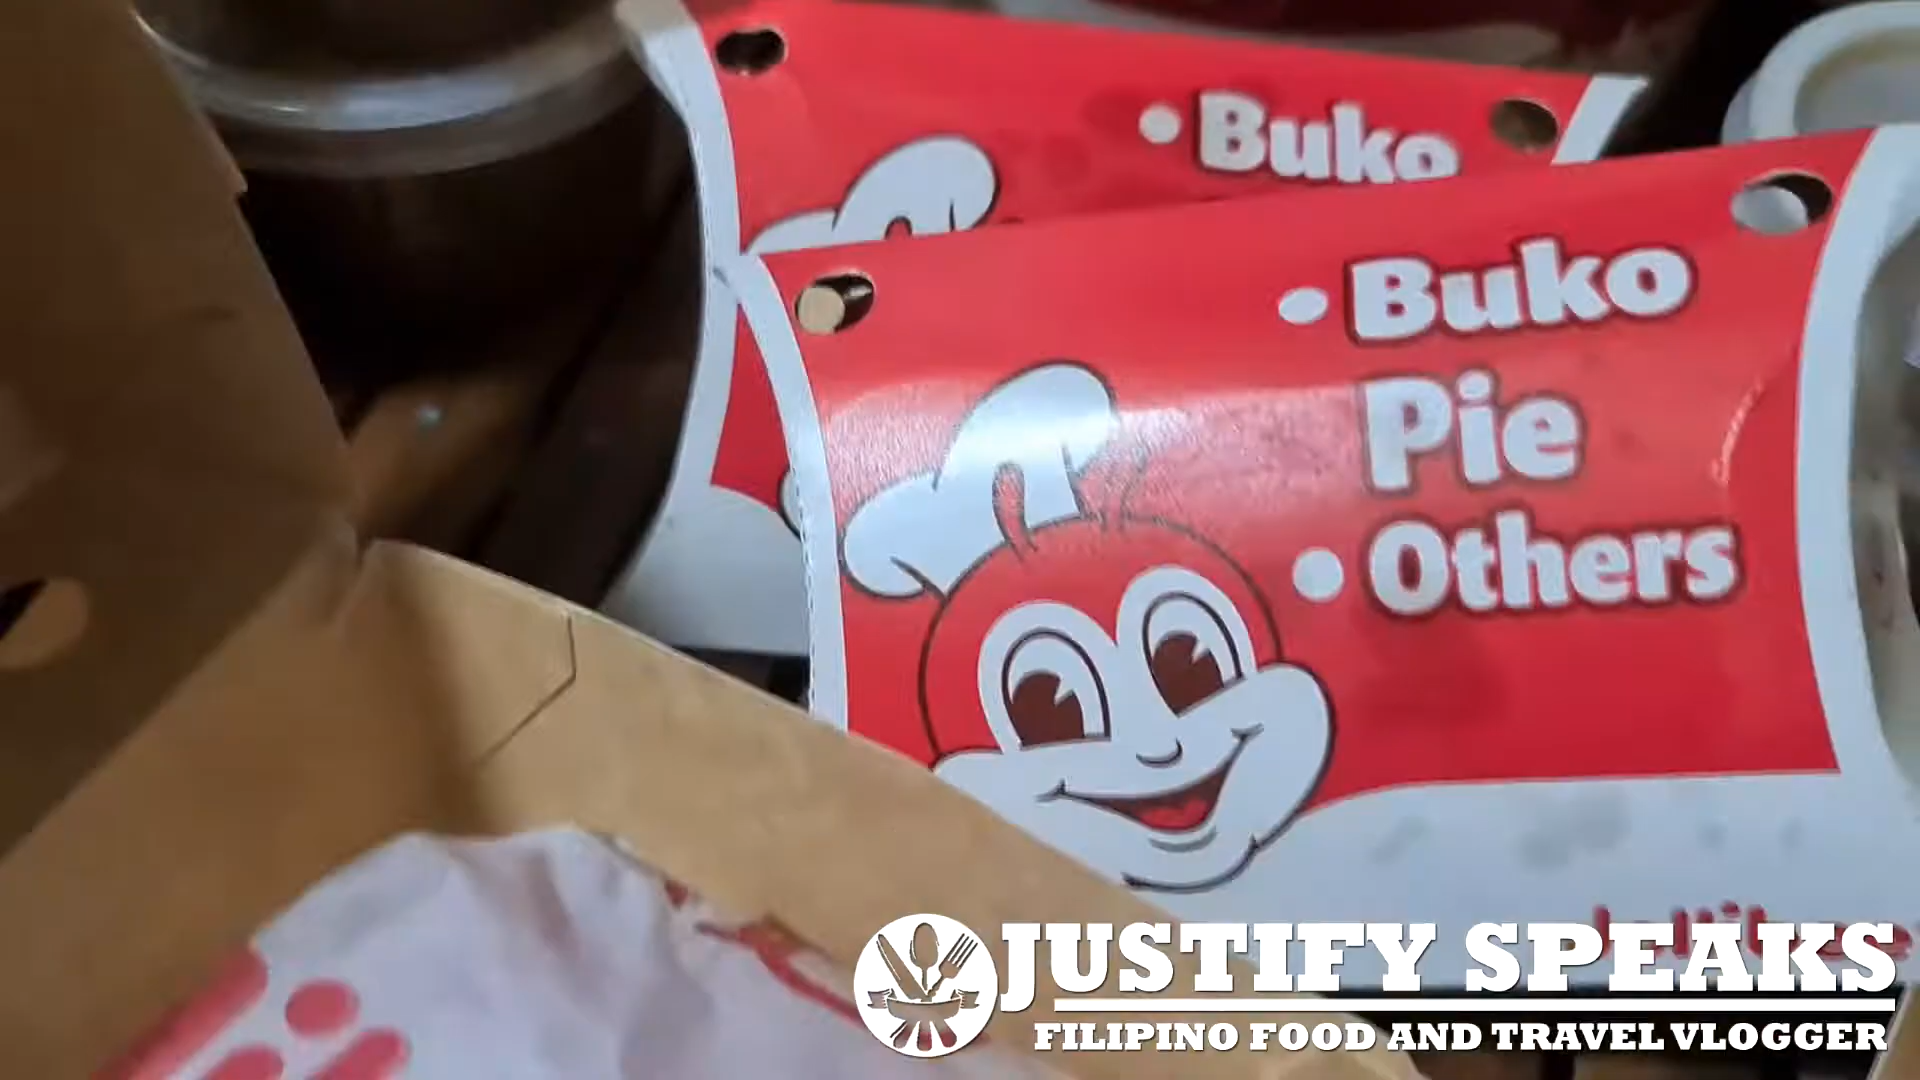 • Buko
• Buko
Pie
• Others
JUSTIFY SPEAKS
FILIPINO FOOD AND TRAVEL VLOGGER